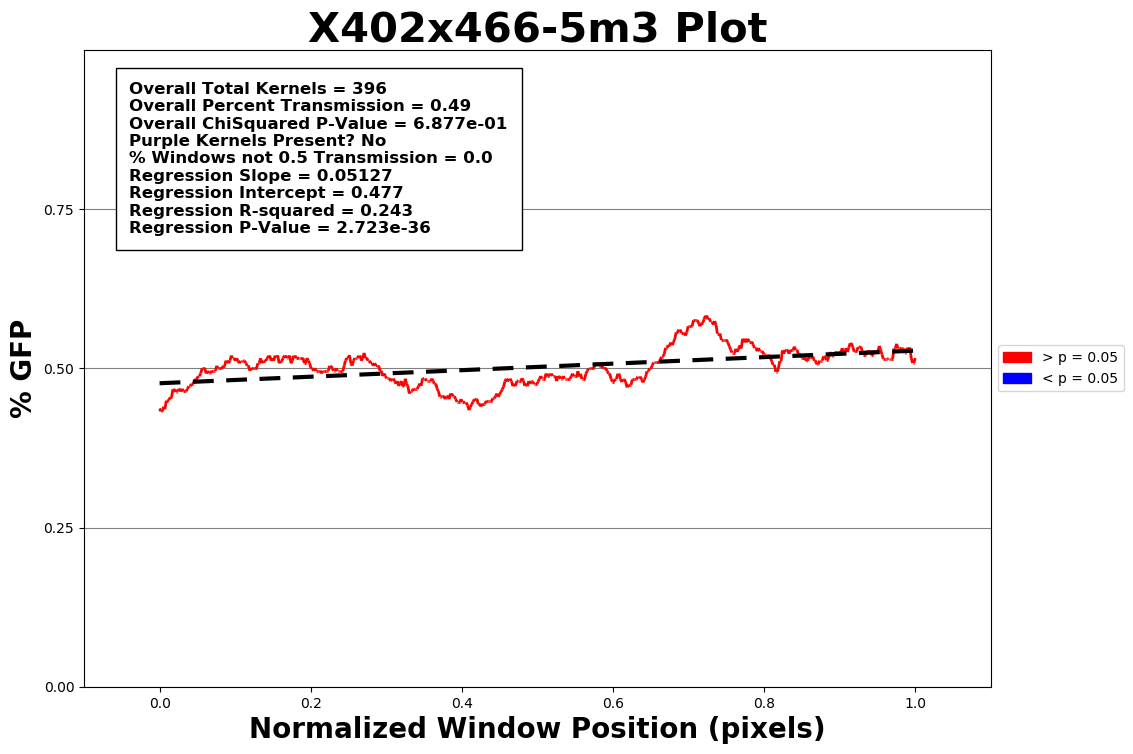 X402x466-5m3 Plot
Overall Total Kernels = 396
Overall Percent Transmission = 0.49
Overall ChiSquared P-Value = 6.877e-01
Purple Kernels Present? No
% Windows not 0.5 Transmission = 0.0
Regression Slope = 0.05127
Regression Intercept = 0.477
Regression R-squared = 0.243
Regression P-Value = 2.723e-36
% GFP
0.75
0.50
0.25
0.00
0.0 0.2 0.4 0.6 0.8 1.0
Normalized Window Position (pixels)
> p = 0.05
< p = 0.05